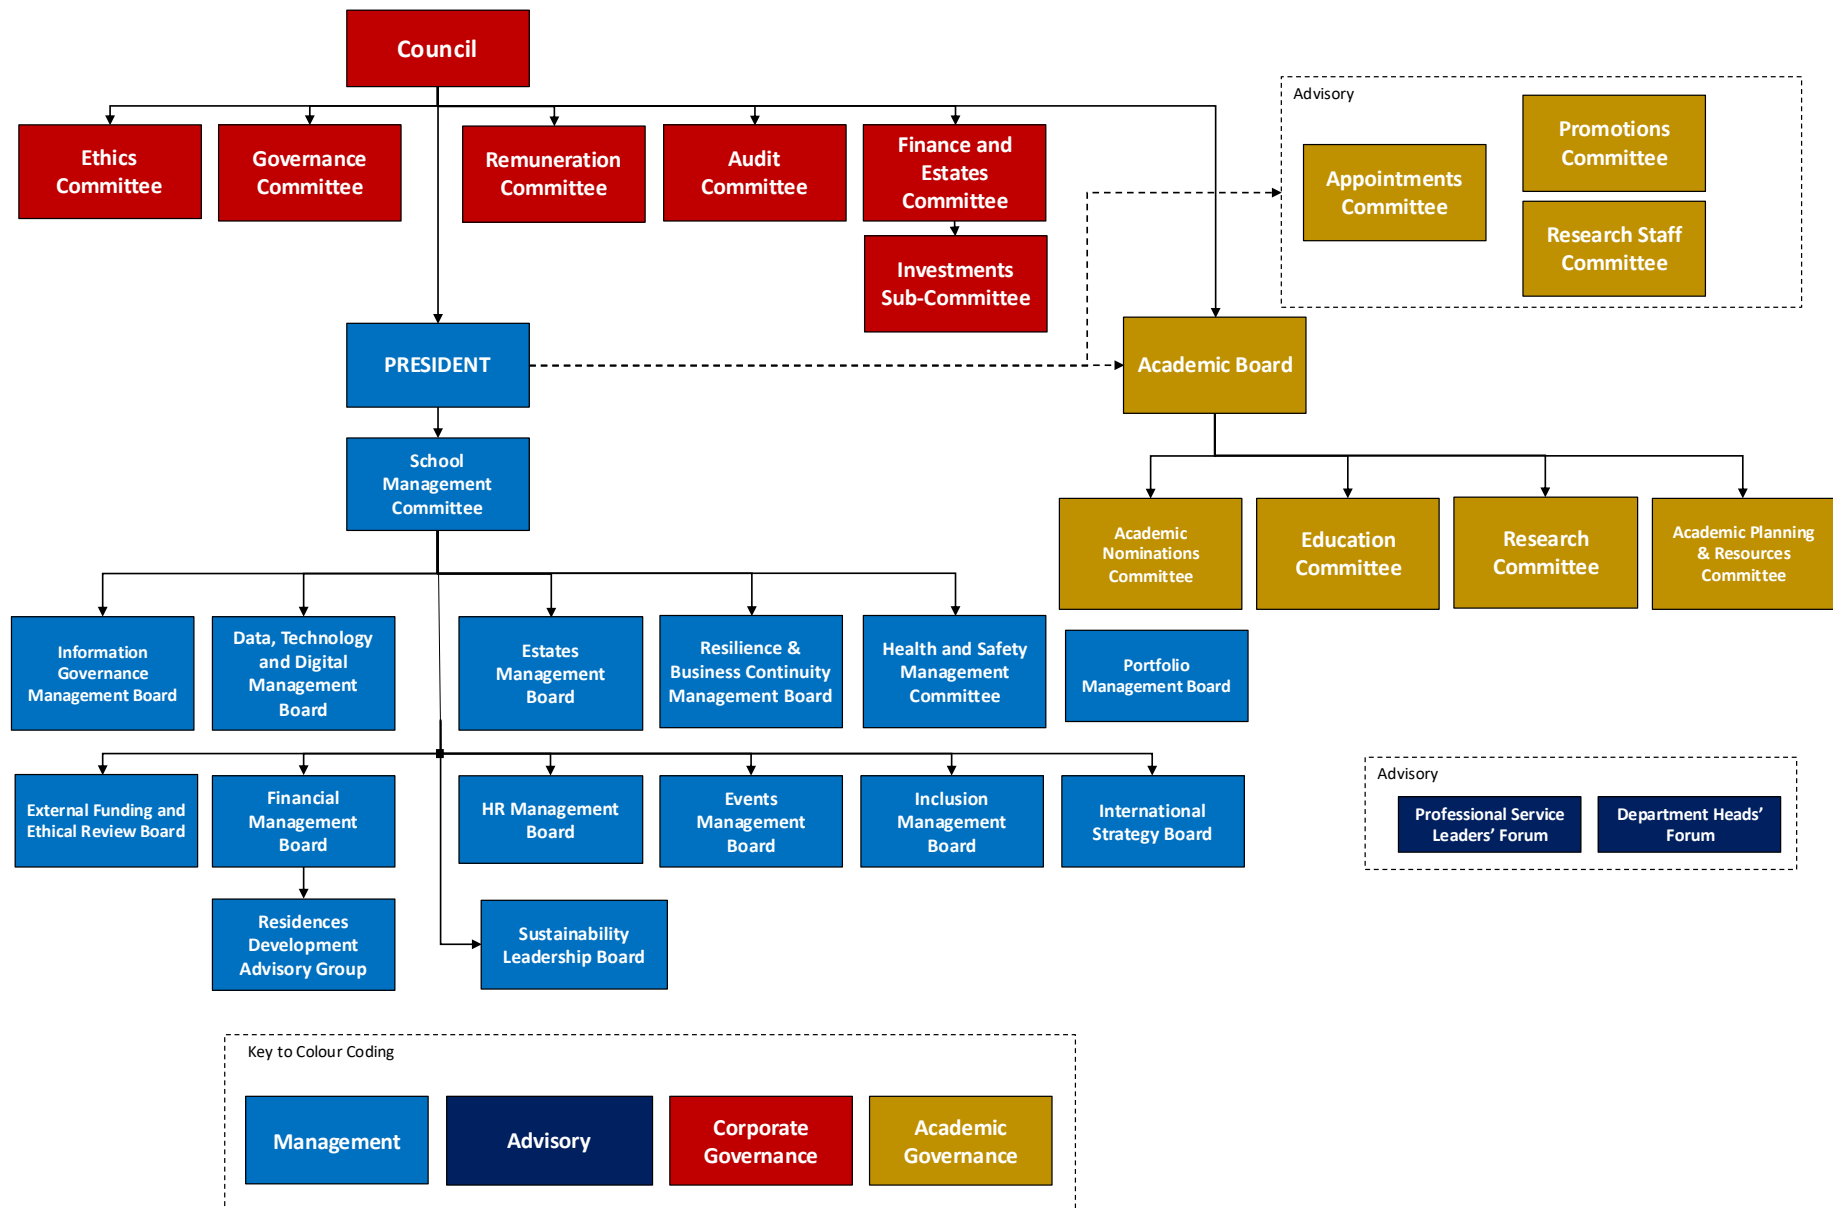 Council
Advisory
Ethics
Committee
Governance
Committee
Remuneration
Committee
Audit
Committee
Finance and
Estates
Committee
Appointments
Committee
Promotions
Committee
Research Staff
Committee
Investments
Sub-Committee
PRESIDENT
Academic Board
School
Management
Committee
Academic
Nominations
Committee
Education
Committee
Research
Committee
Academic Planning
& Resources
Committee
Information
Governance
Management Board
Data, Technology
and Digital
Management
Board
Estates
Management
Board
Resilience &
Business Continuity
Management Board
Health and Safety
Management
Committee
Portfolio
Management Board
External Funding and
Ethical Review Board
Financial
Management
Board
HR Management
Board
Events
Management
Board
Inclusion
Management
Board
International
Strategy Board
Advisory
Professional Service
Leaders’ Forum
Department Heads’
Forum
Residences
Development
Advisory Group
Sustainability
Leadership Board
Key to Colour Coding
Management
Advisory
Corporate
Governance
Academic
Governance